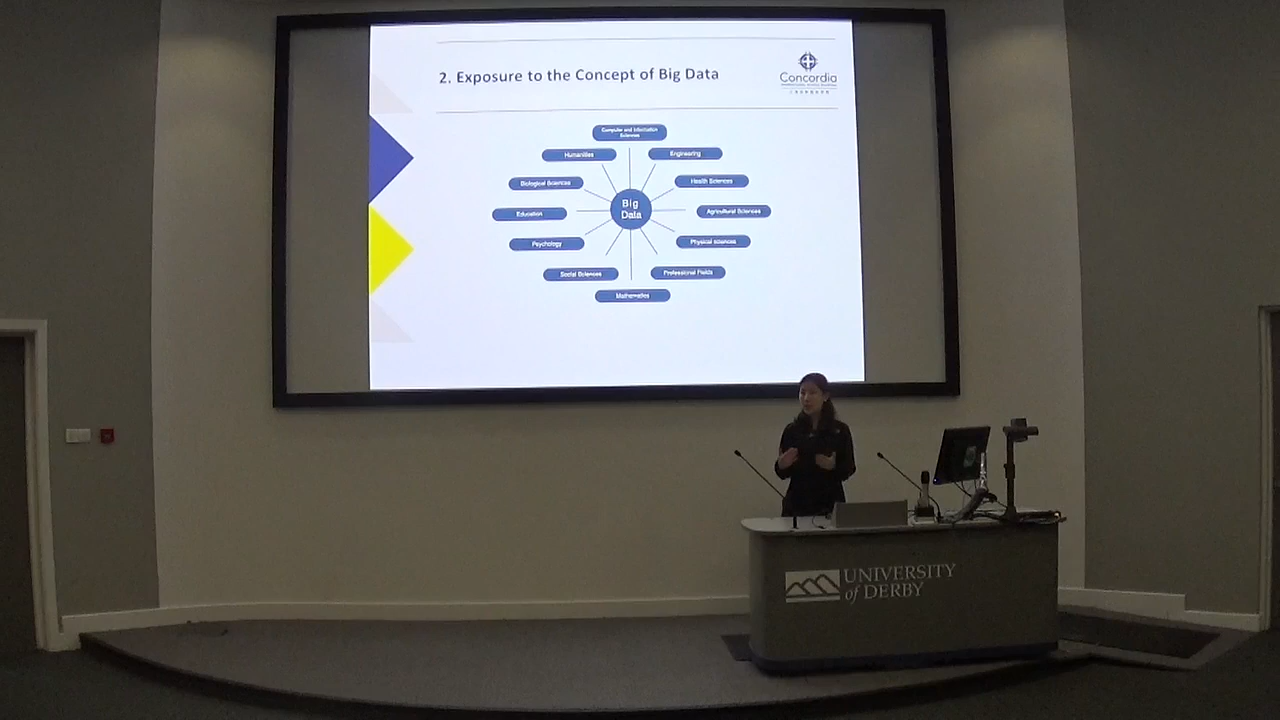 2. Exposure to the Concept of Big Data
Concordia
Computer and Information
Sciences
Humanities
Engineering
Biological Sciences
Health Sciences
Big
Data
Education
Agricultural Sciences
Psychology
Physical sciences
Social Sciences
Professional Fields
Mathematics
UNIVERSITY
of DERBY